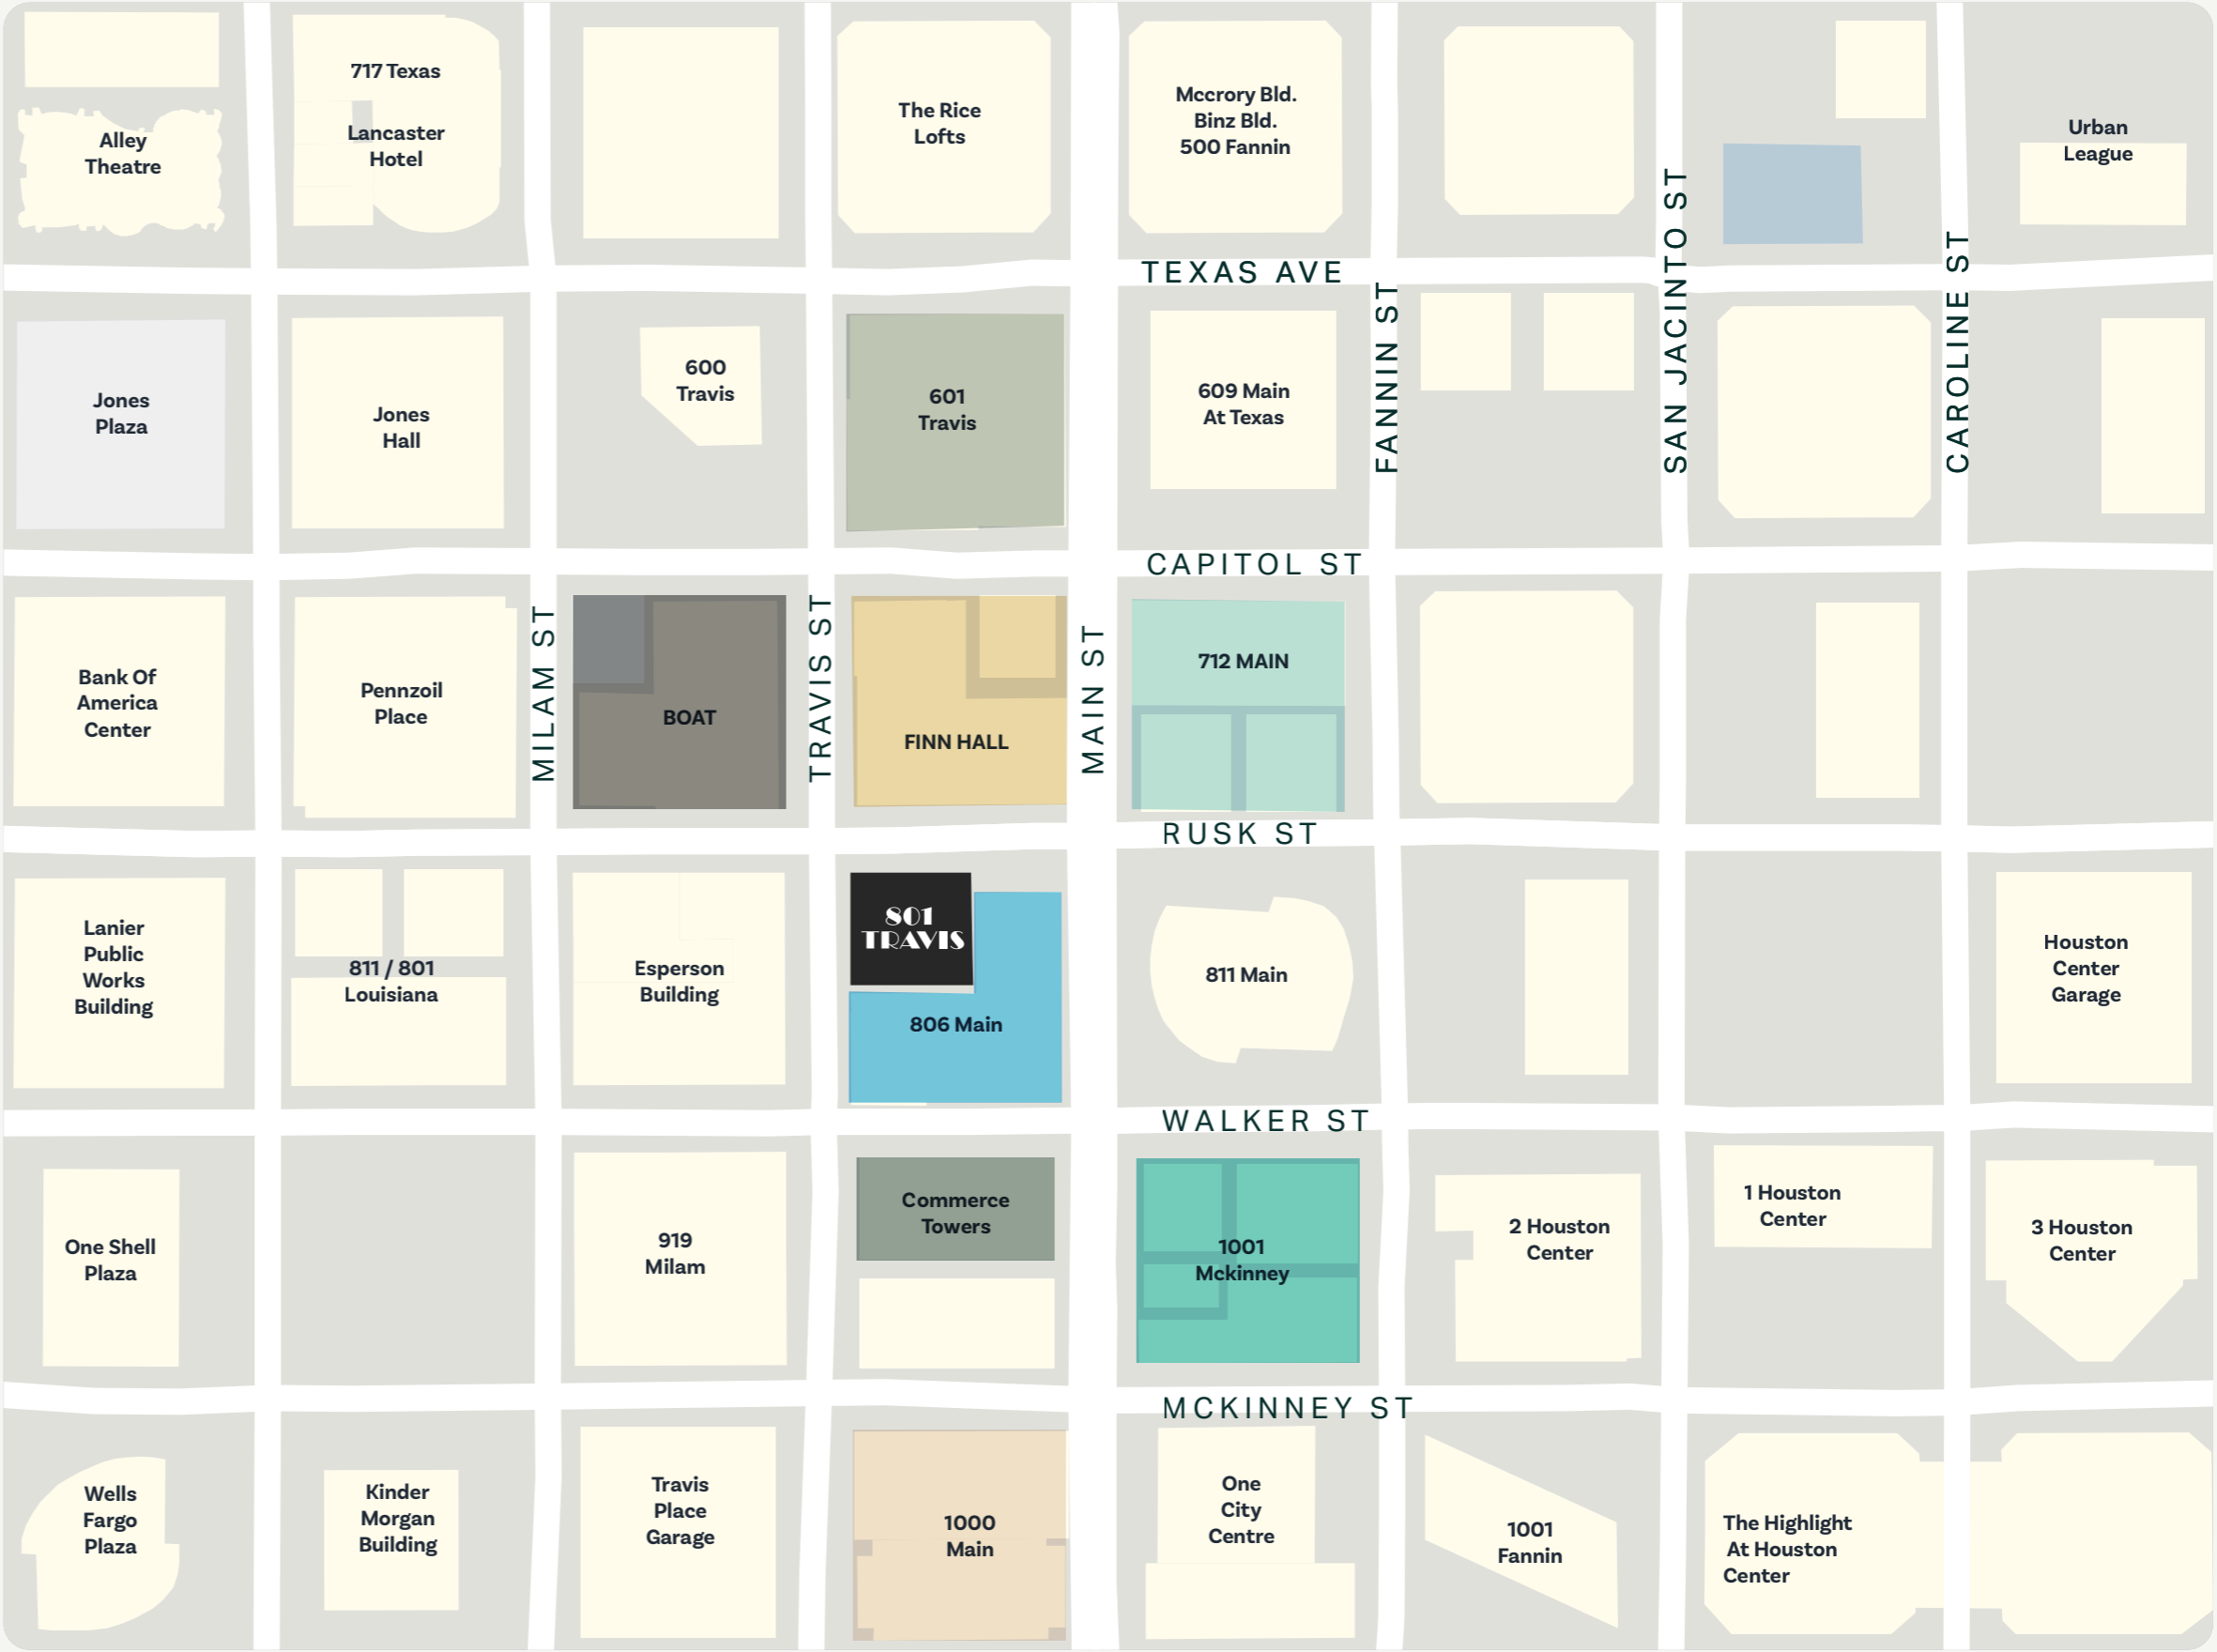 717 Texas
Lancaster
Hotel
Alley
Theatre
The Rice
Lofts
Mccrory Bld.
Binz Bld.
500 Fannin
Urban
League
TEXAS AVE
FANNIN ST
SAN JACINTO ST
CAROLINE ST
Jones
Plaza
Jones
Hall
600
Travis
601
Travis
609 Main
At Texas
CAPITOL ST
Bank Of
America
Center
Pennzoil
Place
MILAM ST
BOAT
TRAVIS ST
FINN HALL
MAIN ST
712 MAIN
RUSK ST
Lanier
Public
Works
Building
811 / 801
Louisiana
Esperson
Building
801
TRAVIS
806 Main
811 Main
Houston
Center
Garage
WALKER ST
One Shell
Plaza
919
Milam
Commerce
Towers
1001
Mckinney
2 Houston
Center
1 Houston
Center
3 Houston
Center
MCKINNEY ST
Wells
Fargo
Plaza
Kinder
Morgan
Building
Travis
Place
Garage
1000
Main
One
City
Centre
1001
Fannin
The Highlight
At Houston
Center